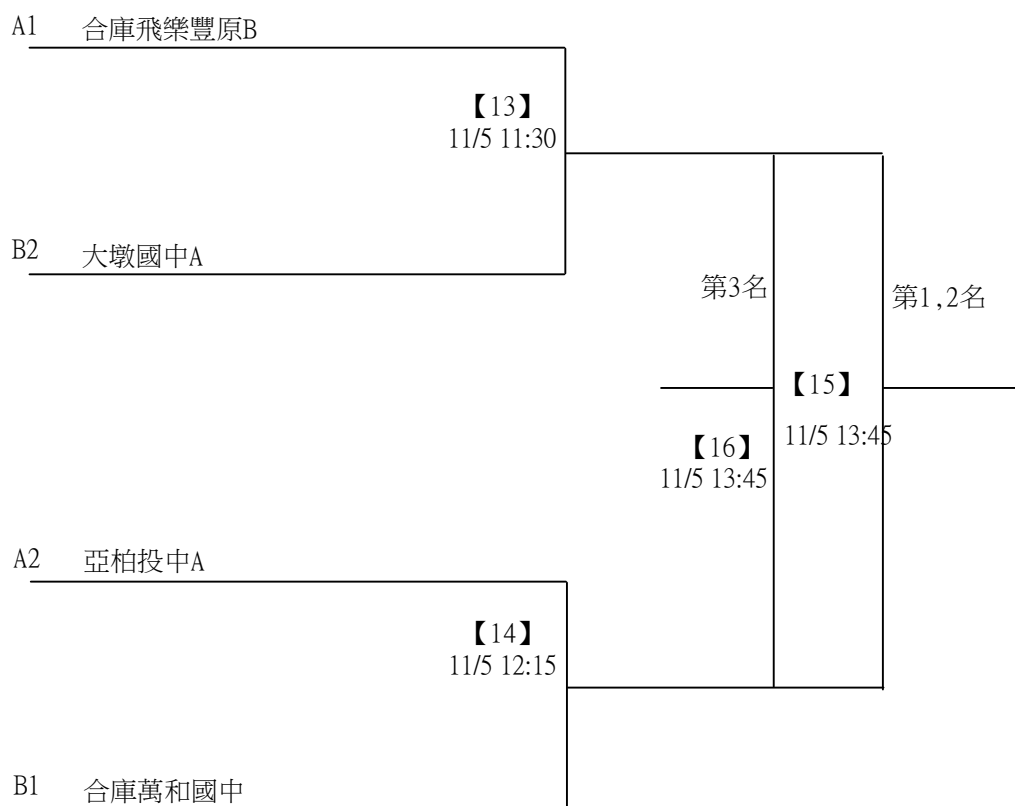 A1 合庫飛樂豐原B
【13】
11/5 11:30
B2 大墩國中A
第3名
第1,2名
【15】
11/5 13:45
【16】
11/5 13:45
A2 亞柏投中A
【14】
11/5 12:15
B1 合庫萬和國中